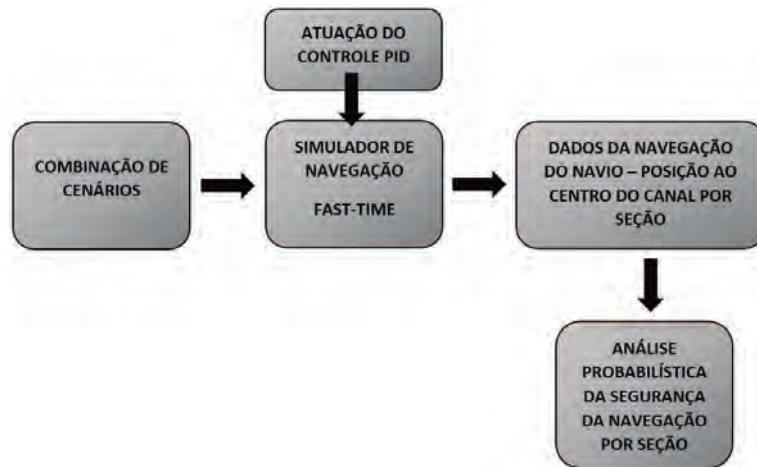 ATUAÇÃO DO
CONTROLE PID
COMBINAÇÃO DE
CENÁRIOS
SIMULADOR DE
NAVEGAÇÃO
FAST-TIME
DADOS DA NAVEGAÇÃO
DO NAVIO – POSIÇÃO AO
CENTRO DO CANAL POR
SEÇÃO
ANÁLISE
PROBABILÍSTICA
DA SEGURANÇA
DA NAVEGAÇÃO
POR SEÇÃO